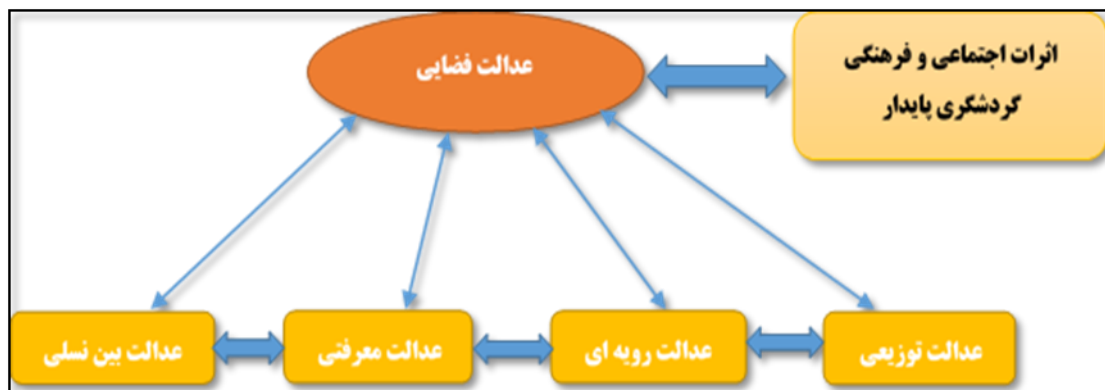 اثرات اجتماعی و فرهنگی
گردشگری پایدار
عدالت فضایی
عدالت توزیعی
عدالت رویه ای
عدالت معرفتی
عدالت بین نسلی